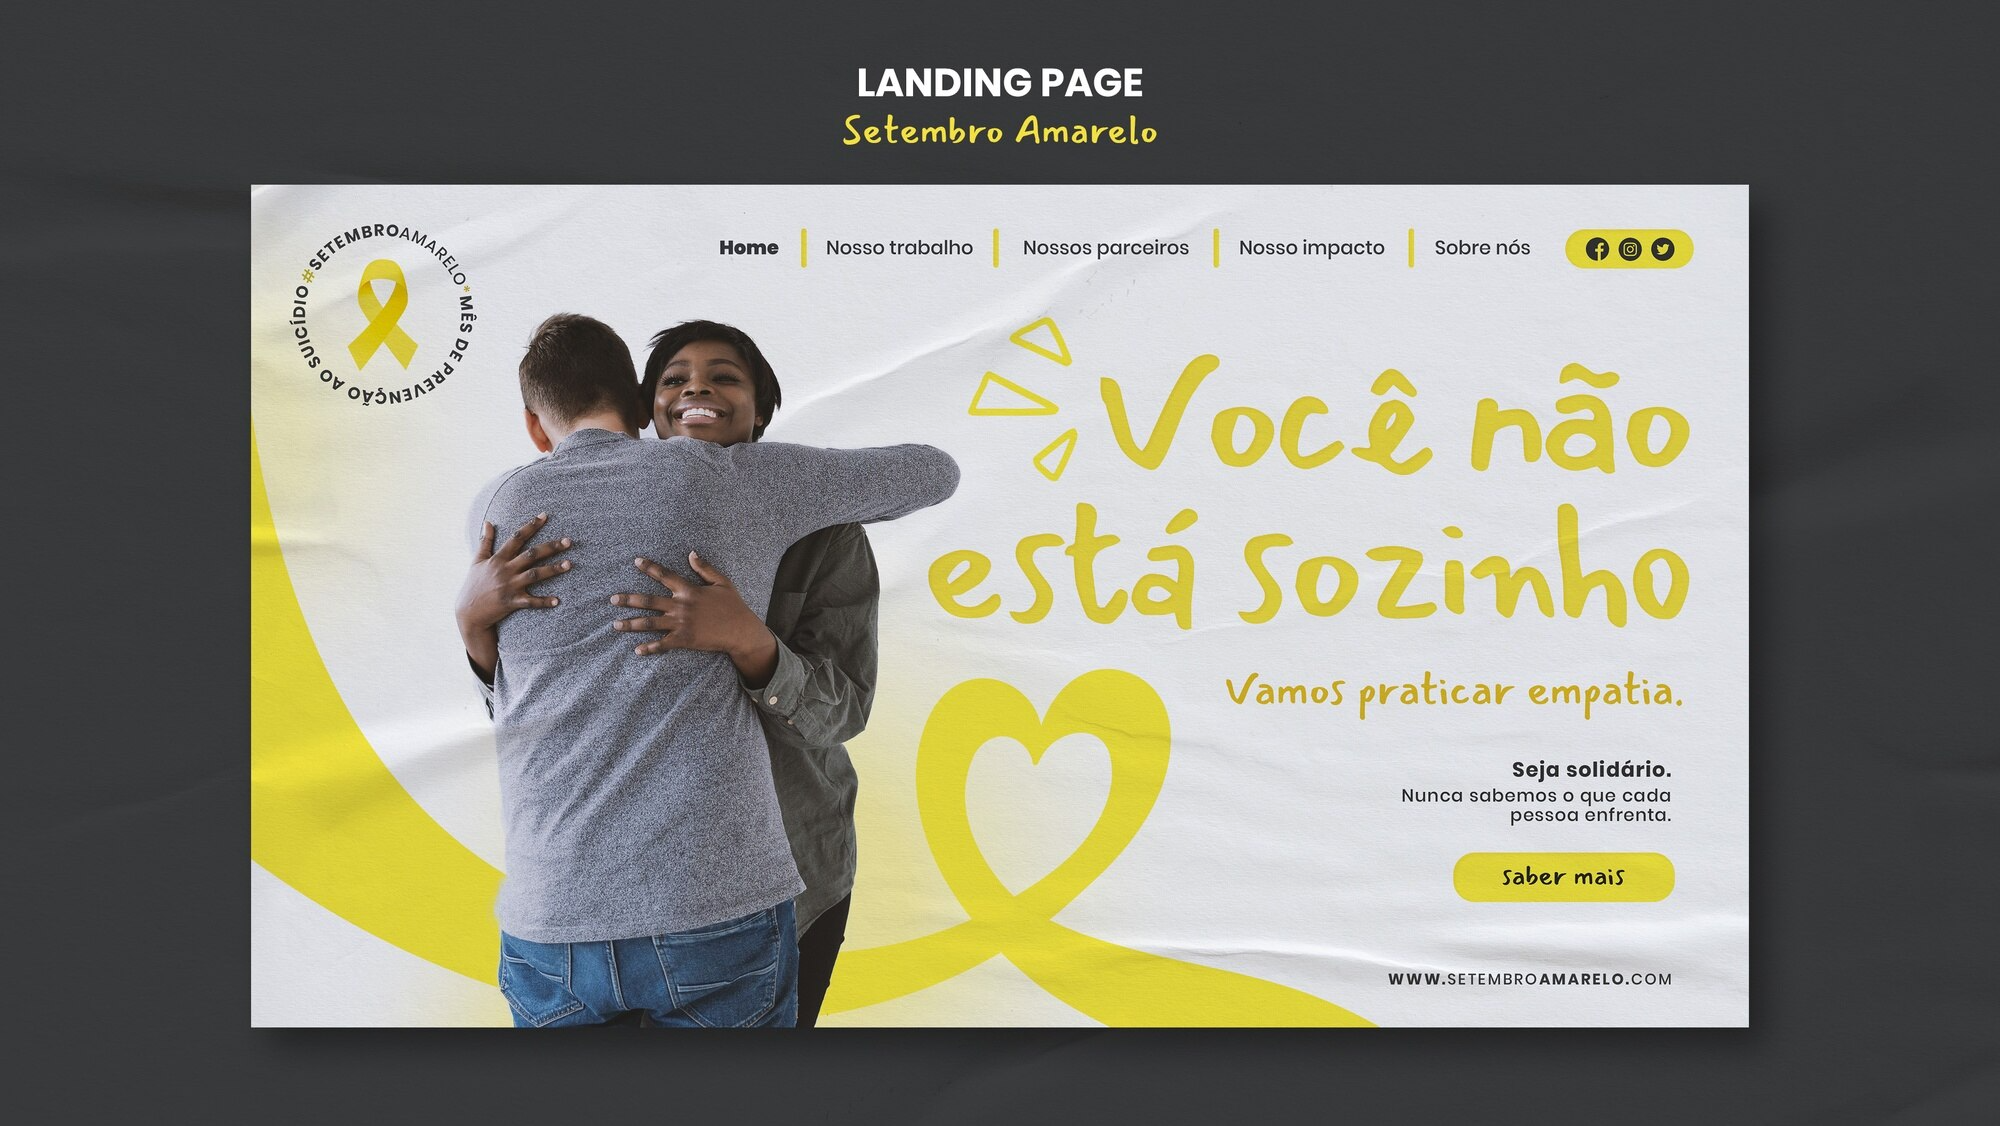 LANDING PAGE
Setembro Amarelo
#SETEMBROAMARELO*MÊS DE PREVENÇÃO AO SUICÍDIO
Home
Nosso trabalho
Nossos parceiros
Nosso impacto
Sobre nós
Você não
está sozinho
Vamos praticar empatia.
Seja solidário.
Nunca sabemos o que cada
pessoa enfrenta.
saber mais
WWW.SETEMBROAMARELO.COM